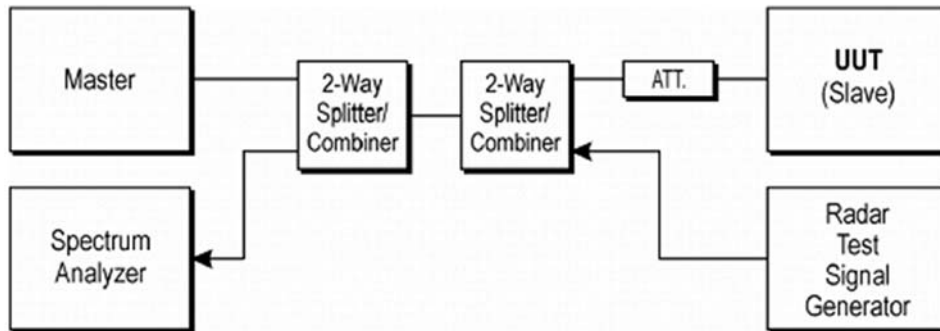 Master
2-Way
Splitter/
Combiner
2-Way
Splitter/
Combiner
ATT.
UUT
(Slave)
Spectrum
Analyzer
Radar
Test
Signal
Generator